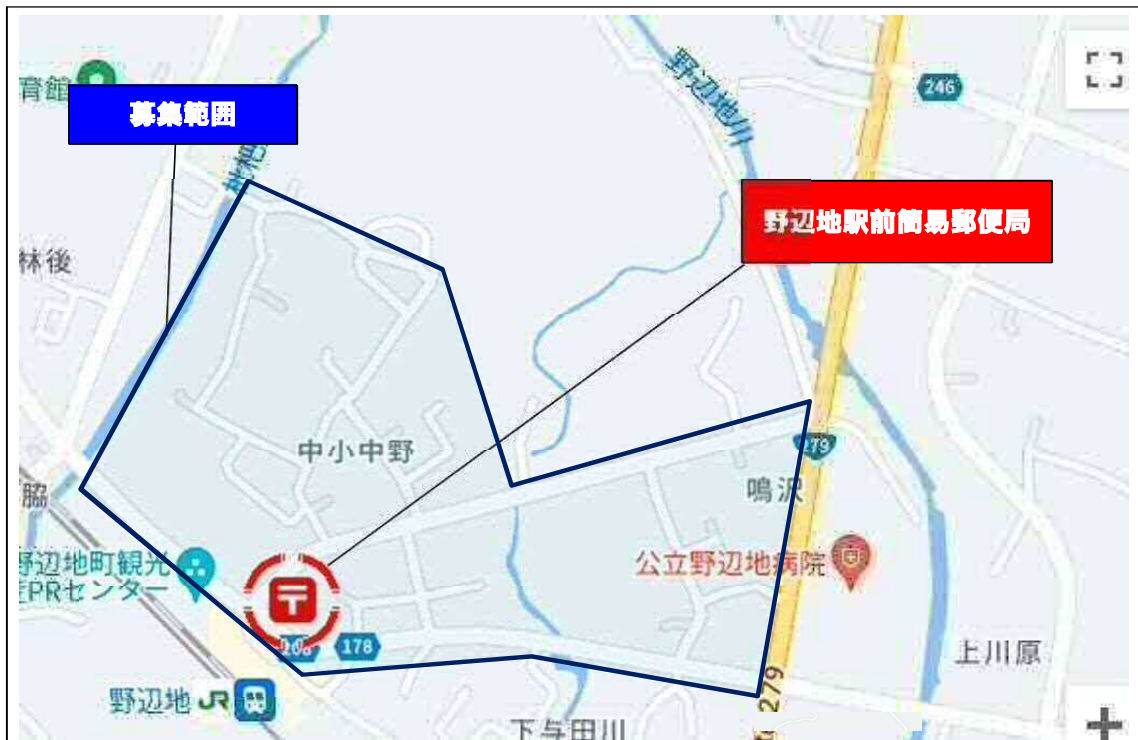 育館
募集範囲
野辺地川
246
野辺地駅前簡易郵便局
林後
中小中野
279
鳴沢
脇
野辺地町観光
PRセンター
公立野辺地病院
178
上川原
野辺地 JR
279
下与田川